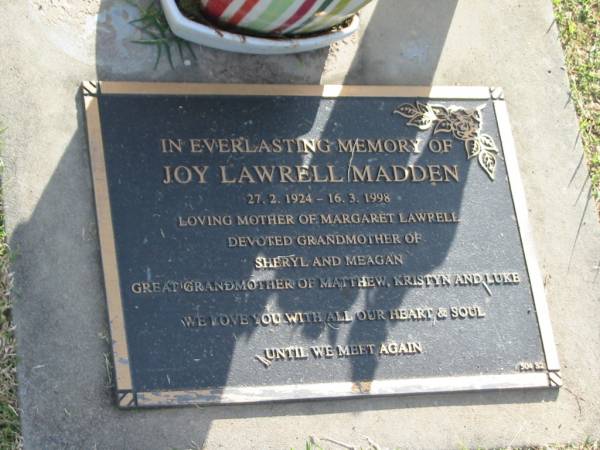 IN EVERLASTING MEMORY OF
JOY LAWRELL MADDEN
27. 2. 1924 - 16. 3. 1998
LOVING MOTHER OF MARGARET LAWRELL
DEVOTED GRANDMOTHER OF
SHERYL AND MEAGAN
GREAT GRANDMOTHER OF MATTHEW, KRISTYN AND LUKE
WE LOVE YOU WITH ALL OUR HEART & SOUL
UNTIL WE MEET AGAIN